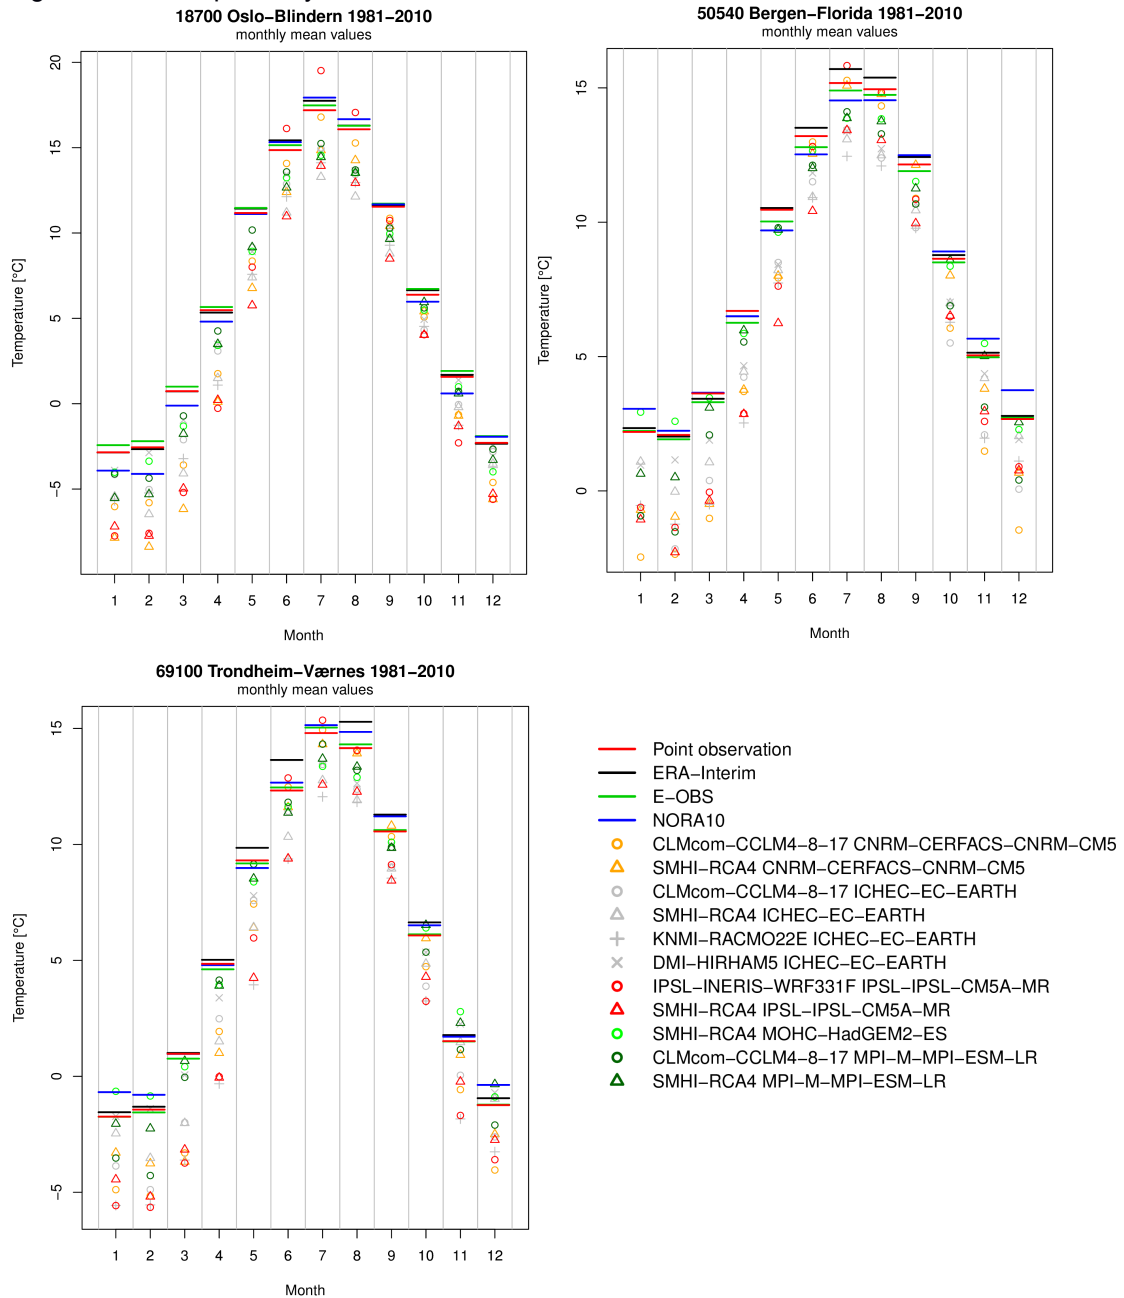 18700 Oslo−Blindern 1981−2010
monthly mean values
Temperature [°C]
20
15
10
5
0
−5
1 2 3 4 5 6 7 8 9 10 11 12
Month
50540 Bergen−Florida 1981−2010
monthly mean values
Temperature [°C]
15
10
5
0
1 2 3 4 5 6 7 8 9 10 11 12
Month
69100 Trondheim−Værnes 1981−2010
monthly mean values
Temperature [°C]
15
10
5
0
−5
1 2 3 4 5 6 7 8 9 10 11 12
Month
Point observation
ERA−Interim
E−OBS
NORA10
CLMcom−CCLM4−8−17 CNRM−CERFACS−CNRM−CM5
SMHI−RCA4 CNRM−CERFACS−CNRM−CM5
CLMcom−CCLM4−8−17 ICHEC−EC−EARTH
SMHI−RCA4 ICHEC−EC−EARTH
KNMI−RACMO22E ICHEC−EC−EARTH
DMI−HIRHAM5 ICHEC−EC−EARTH
IPSL−INERIS−WRF331F IPSL−IPSL−CM5A−MR
SMHI−RCA4 IPSL−IPSL−CM5A−MR
SMHI−RCA4 MOHC−HadGEM2−ES
CLMcom−CCLM4−8−17 MPI−M−MPI−ESM−LR
SMHI−RCA4 MPI−M−MPI−ESM−LR